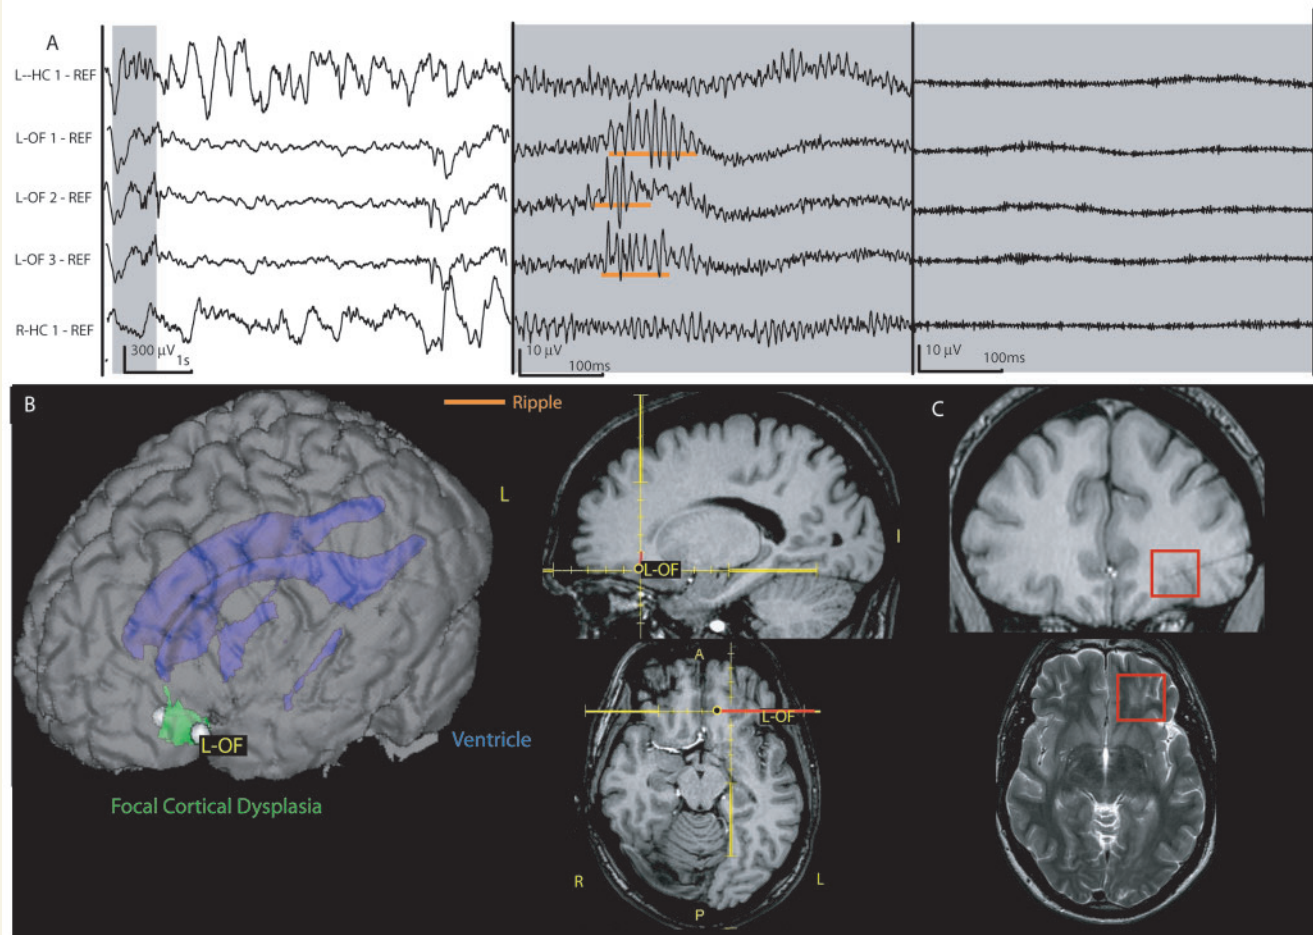 A
L--HC 1 - REF
L-OF 1 - REF
L-OF 2 - REF
L-OF 3 - REF
R-HC 1 - REF
300 µV
1s
10 µV
100ms
10 µV
100ms
B
Ripple
C
L
L-OF
I
A
L-OF
R
L
P
L-OF
Ventricle
Focal Cortical Dysplasia